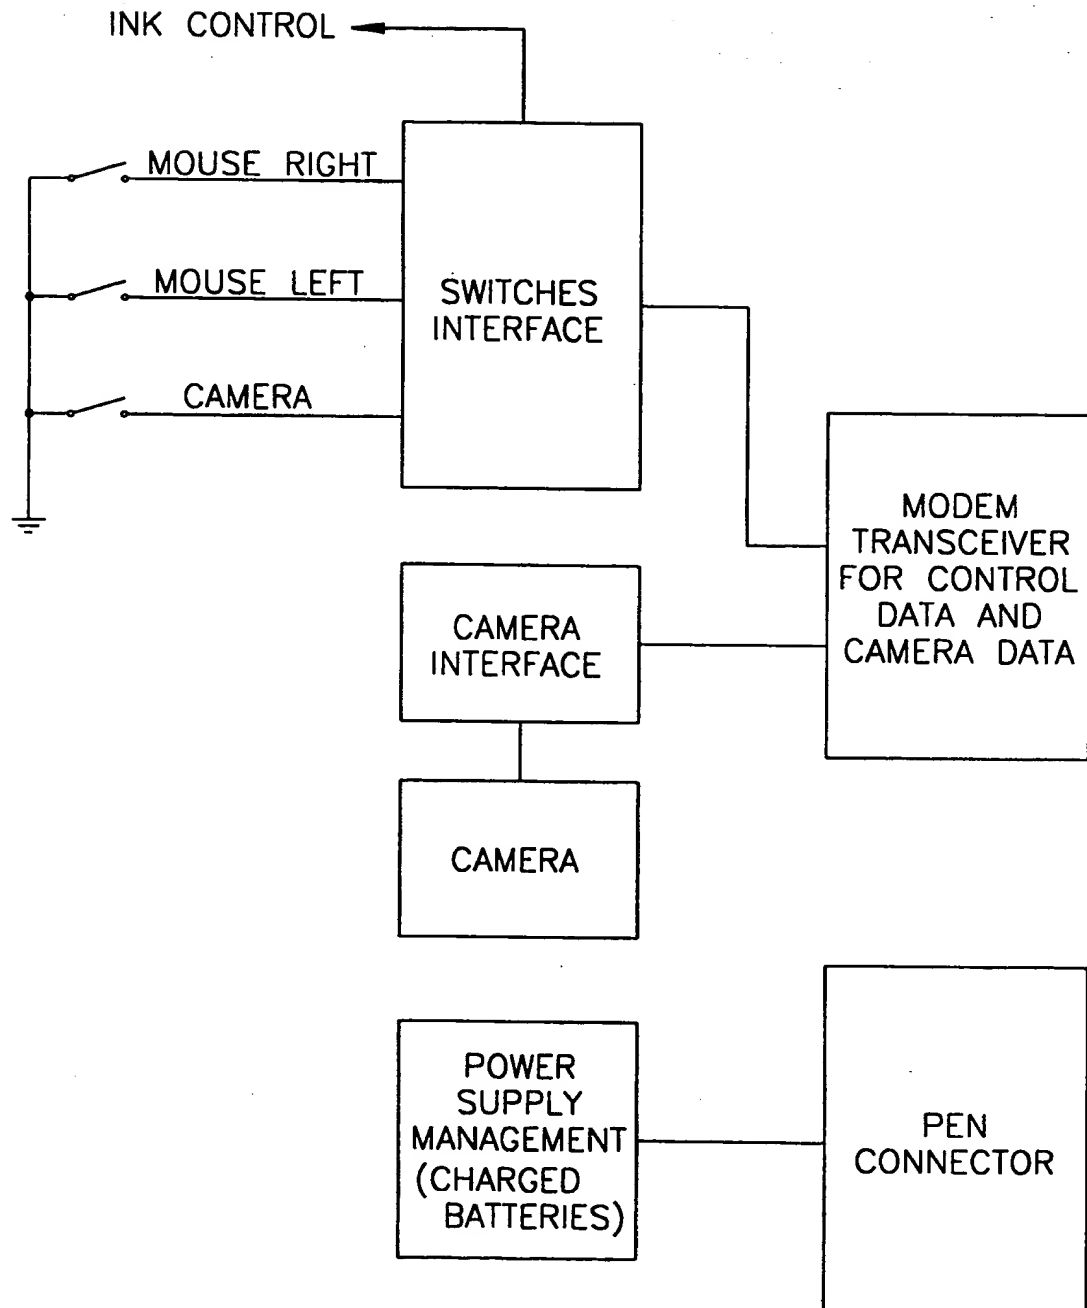 INK CONTROL
MOUSE RIGHT
MOUSE LEFT
CAMERA
SWITCHES
INTERFACE
MODEM
TRANSCEIVER
FOR CONTROL
DATA AND
CAMERA DATA
CAMERA
INTERFACE
CAMERA
POWER
SUPPLY
MANAGEMENT
(CHARGED
BATTERIES)
PEN
CONNECTOR